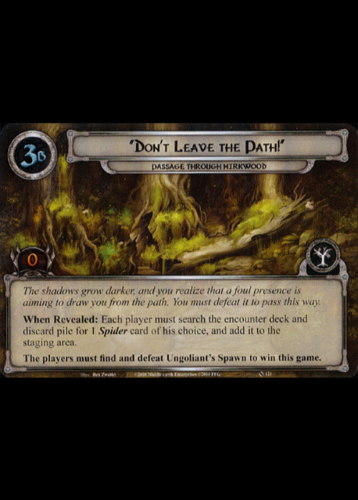 3B
"Don't Leave the Path!"
Passage Through Mirkwood
0
The shadows grow darker, and you realize that a foul presence is
aiming to draw you from the path. You must defeat it to pass this way.
When Revealed: Each player must search the encounter deck and
discard pile for 1 Spider card of his choice, and add it to the
staging area.
The players must find and defeat Ungoliant's Spawn to win this game.